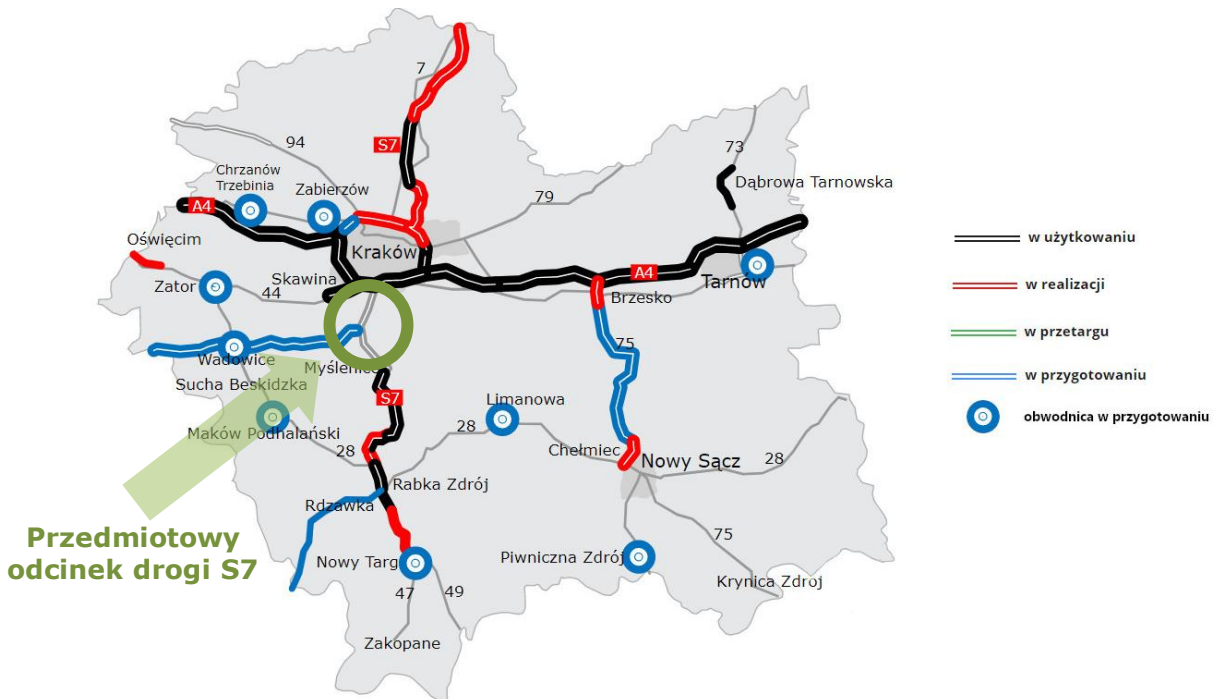 7
S7
94
73
Chrzanów
Trzebinia
Zabierzów
Dąbrowa Tarnowska
79
A4
Oświęcim
Kraków
Skawina
A4
Tarnów
Zator
44
Brzesko
75
Wadowice
Myślenice
Sucha Beskidzka
S7
Limanowa
Maków Podhalański
28
28
Chełmiec
Nowy Sącz
28
Rabka Zdrój
Rdzawka
75
Nowy Targ
Piwniczna Zdrój
47
49
Krynica Zdrój
Zakopane
Przedmiotowy
odcinek drogi S7
w użytkowaniu
w realizacji
w przetargu
w przygotowaniu
obwodnica w przygotowaniu